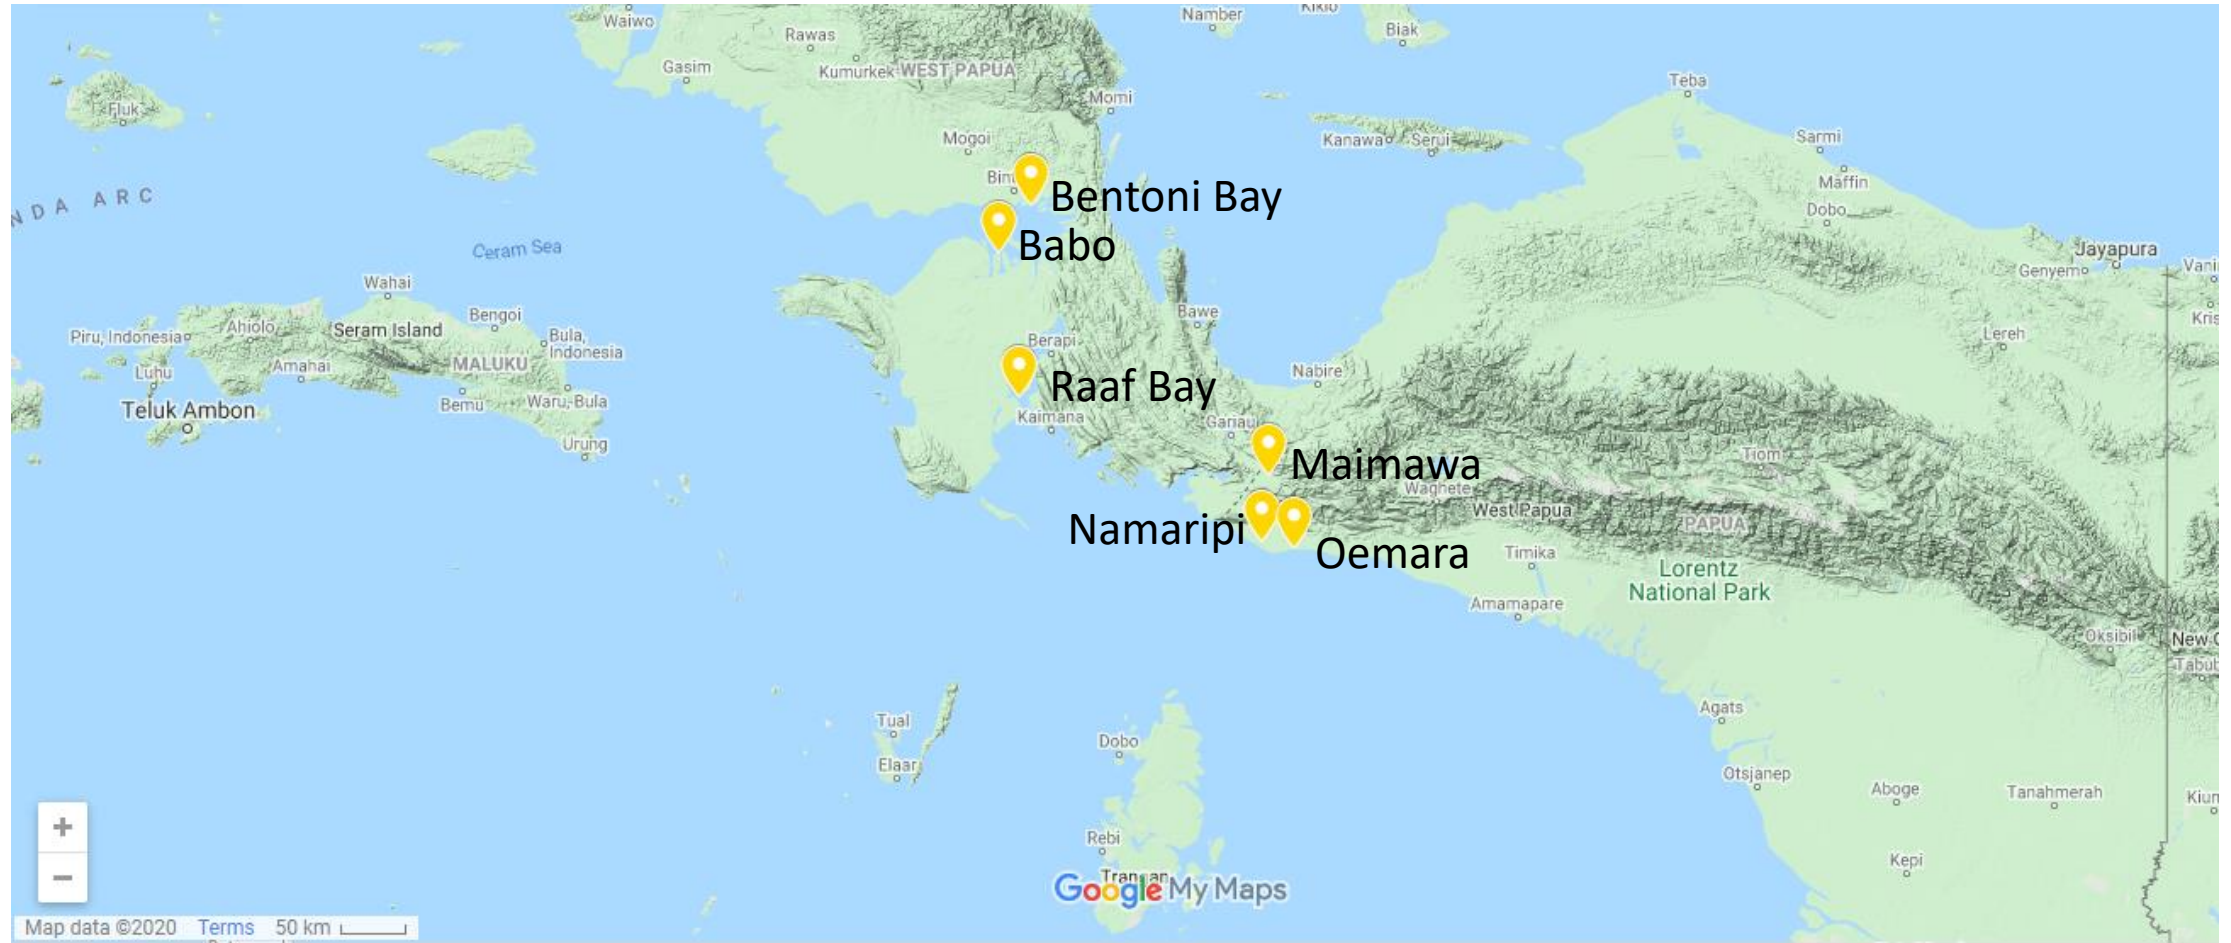 Waiwo
Namber
Biak
Rawas
Gasim
Kumurkek
WEST PAPUA
Teba
Fluk
Momi
Mogoi
Kanawa
Serui
Sarmi
Maffin
Bentoni Bay
NDA ARC
Dobo
Babo
Ceram Sea
Jayapura
Genyem
Wahai
Bengoi
Bawe
Ahiolo
Seram Island
Piru, Indonesia
Bula,
Indonesia
Berapi
Lereh
Amahai
MALUKU
Luhu
Nabire
Raaf Bay
Bemu
Waru, Bula
Teluk Ambon
Kaimana
Gariau
Urung
Maimawa
Tiom
Waghete
West Papua
PAPUA
Namaripi
Oemara
Timika
Lorentz
National Park
Amamapare
Oksibil
New
Agats
Tual
Dobo
Elaar
Otsjanep
Aboge
Tanahmerah
+
Rebi
Kepi
−
Google My Maps
Map data ©2020 Terms 50 km